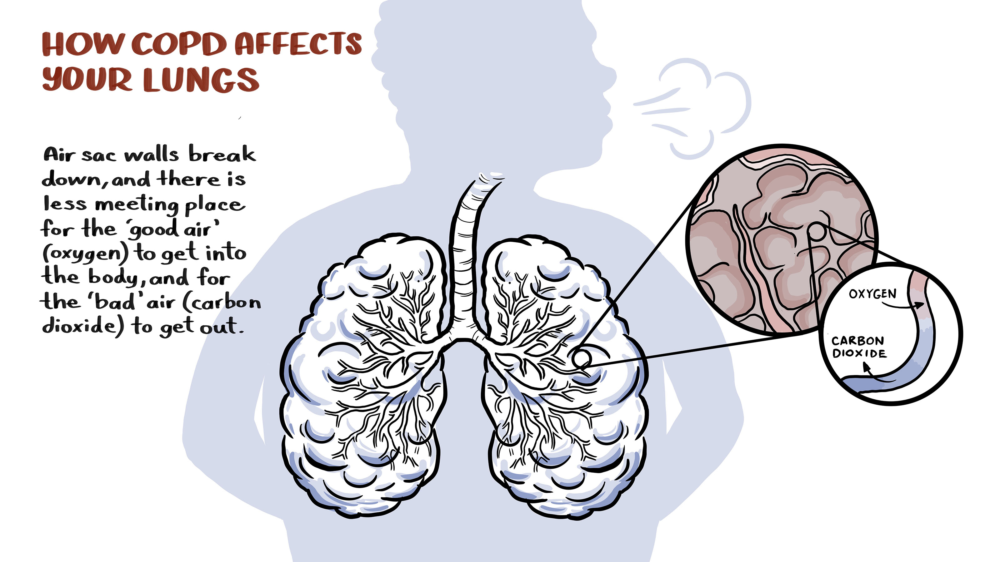 HOW COPD AFFECTS
YOUR LUNGS
Air sac walls break
down, and there is
less meeting place
for the ‘good air’
(oxygen) to get into
the body, and for
the ‘bad’ air (carbon
dioxide) to get out.
OXYGEN
CARBON
DIOXIDE